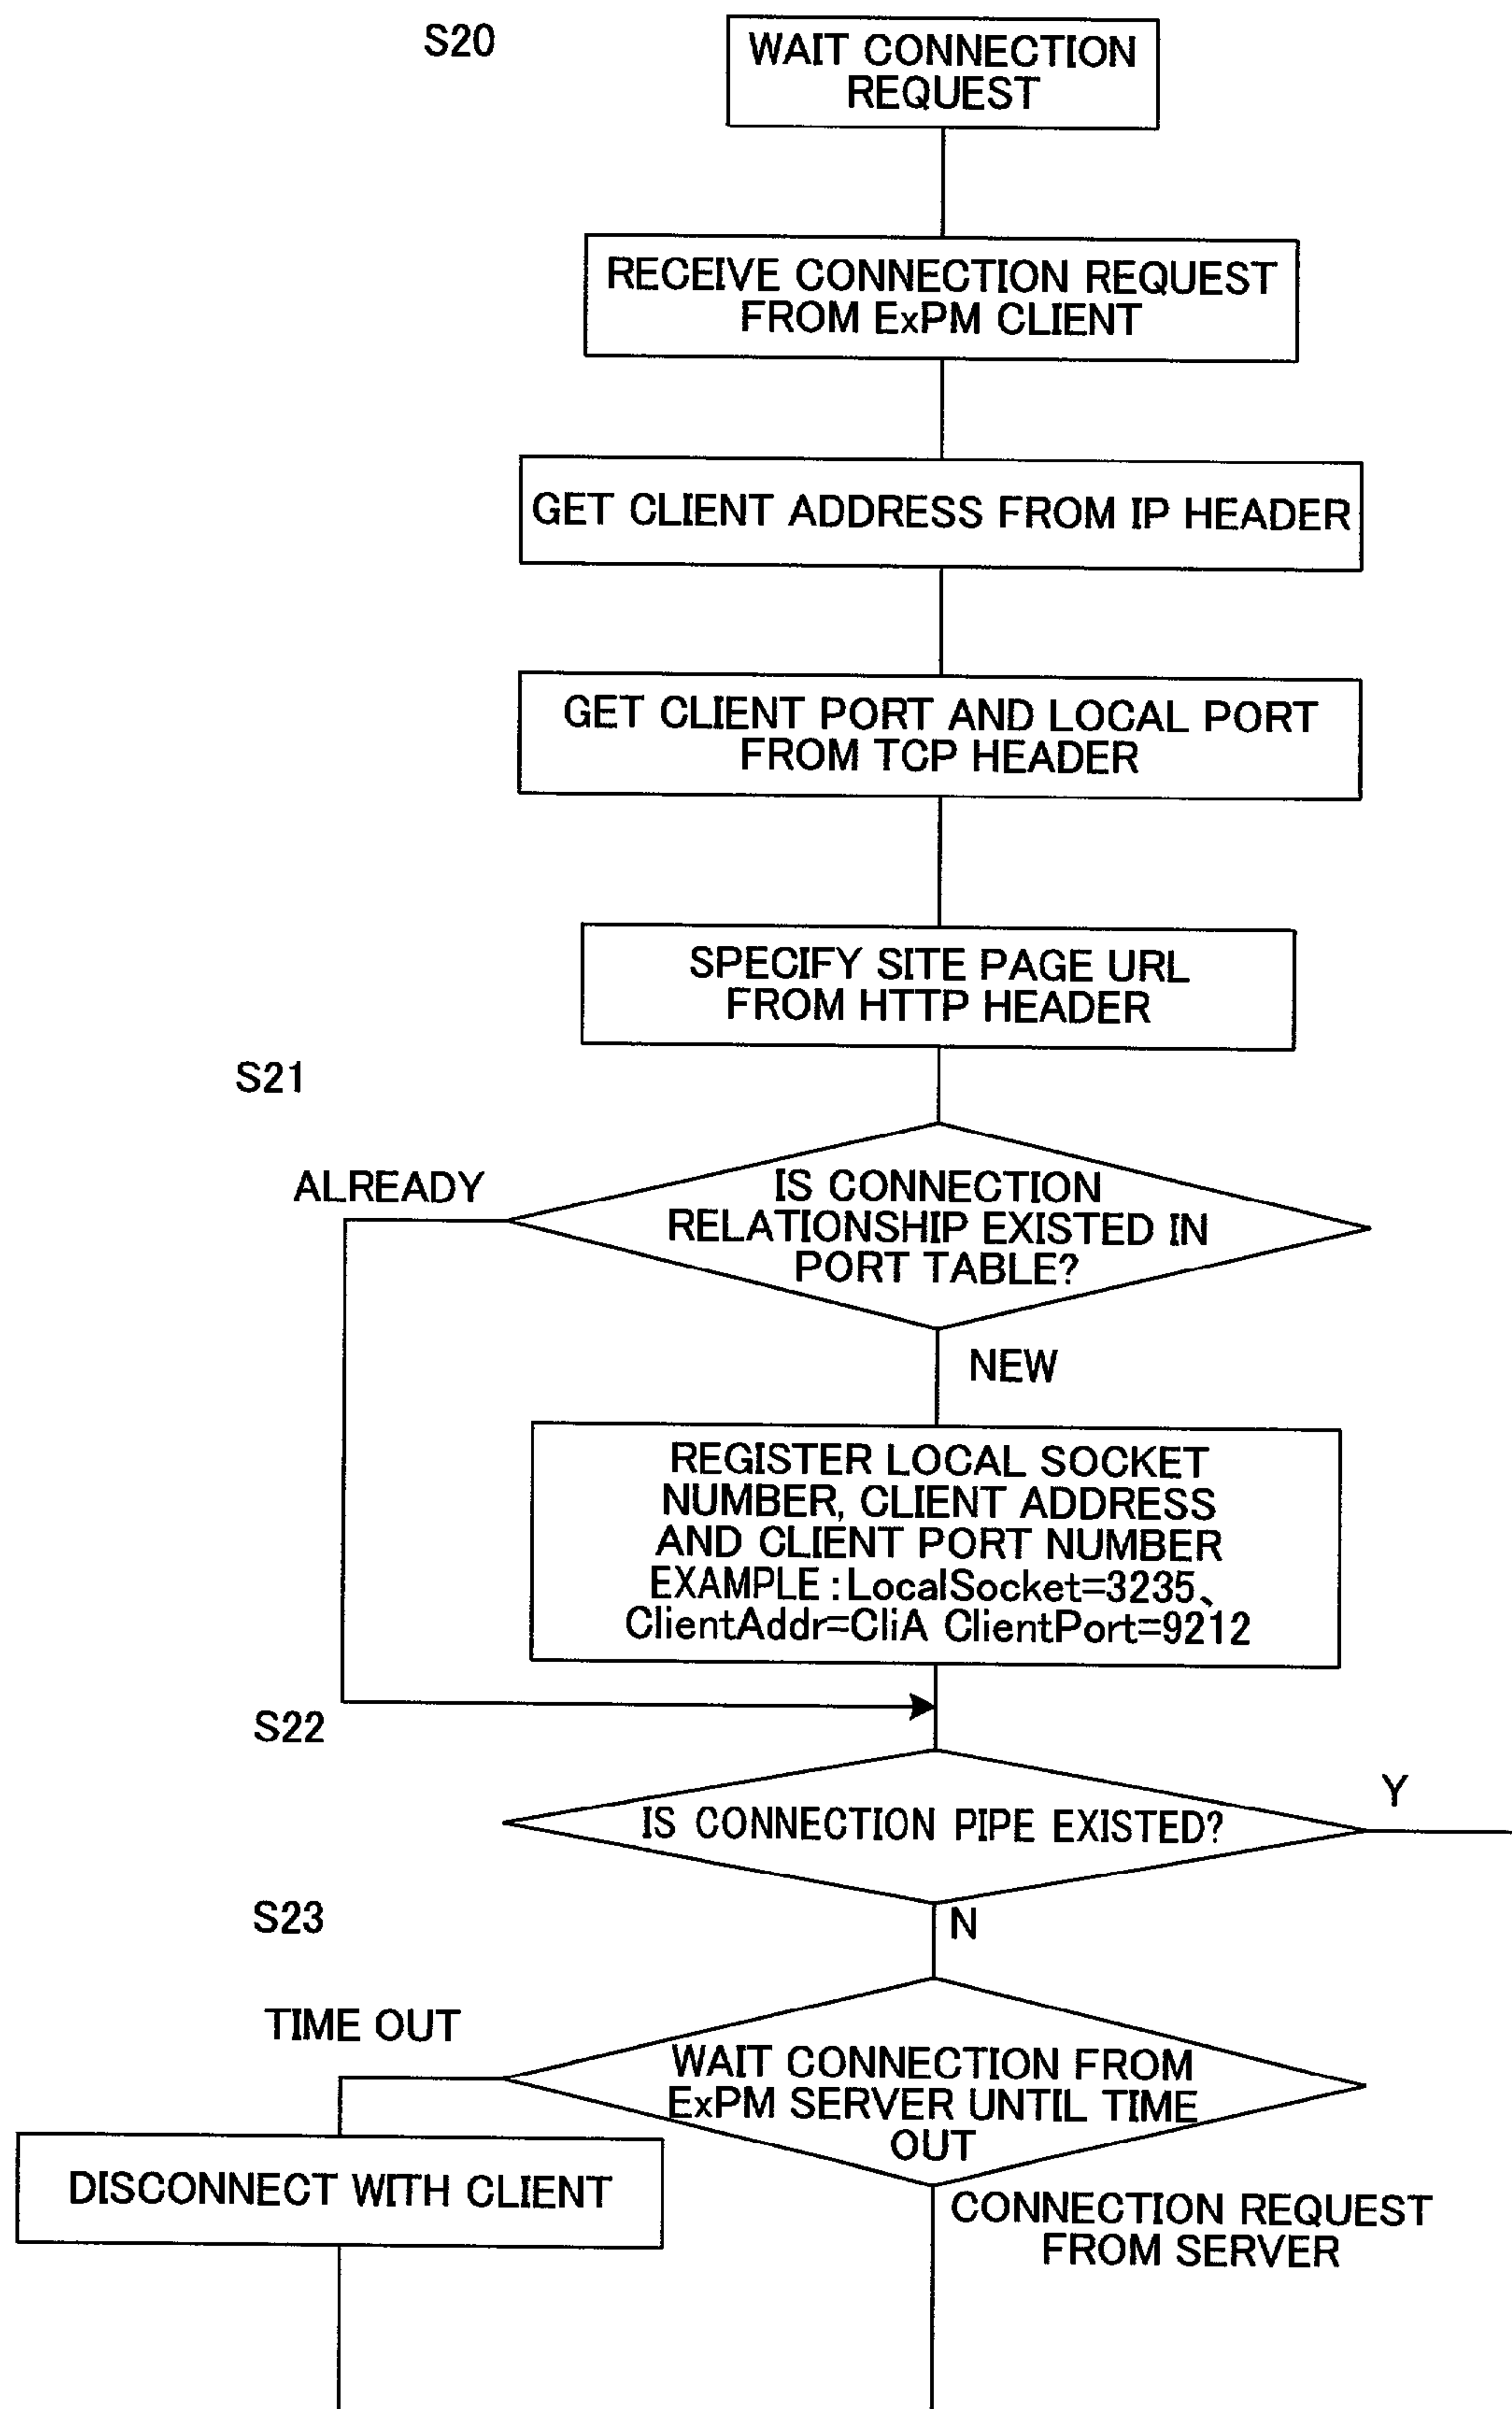 S20
WAIT CONNECTION
REQUEST
RECEIVE CONNECTION REQUEST
FROM ExPM CLIENT
GET CLIENT ADDRESS FROM IP HEADER
GET CLIENT PORT AND LOCAL PORT
FROM TCP HEADER
SPECIFY SITE PAGE URL
FROM HTTP HEADER
S21
ALREADY
IS CONNECTION
RELATIONSHIP EXISTED IN
PORT TABLE?
NEW
REGISTER LOCAL SOCKET
NUMBER, CLIENT ADDRESS
AND CLIENT PORT NUMBER
EXAMPLE:LocalSocket=3235、
ClientAddr=CliA ClientPort=9212
S22
IS CONNECTION PIPE EXISTED?
Y
S23
N
TIME OUT
WAIT CONNECTION FROM
ExPM SERVER UNTIL TIME
OUT
DISCONNECT WITH CLIENT
CONNECTION REQUEST
FROM SERVER